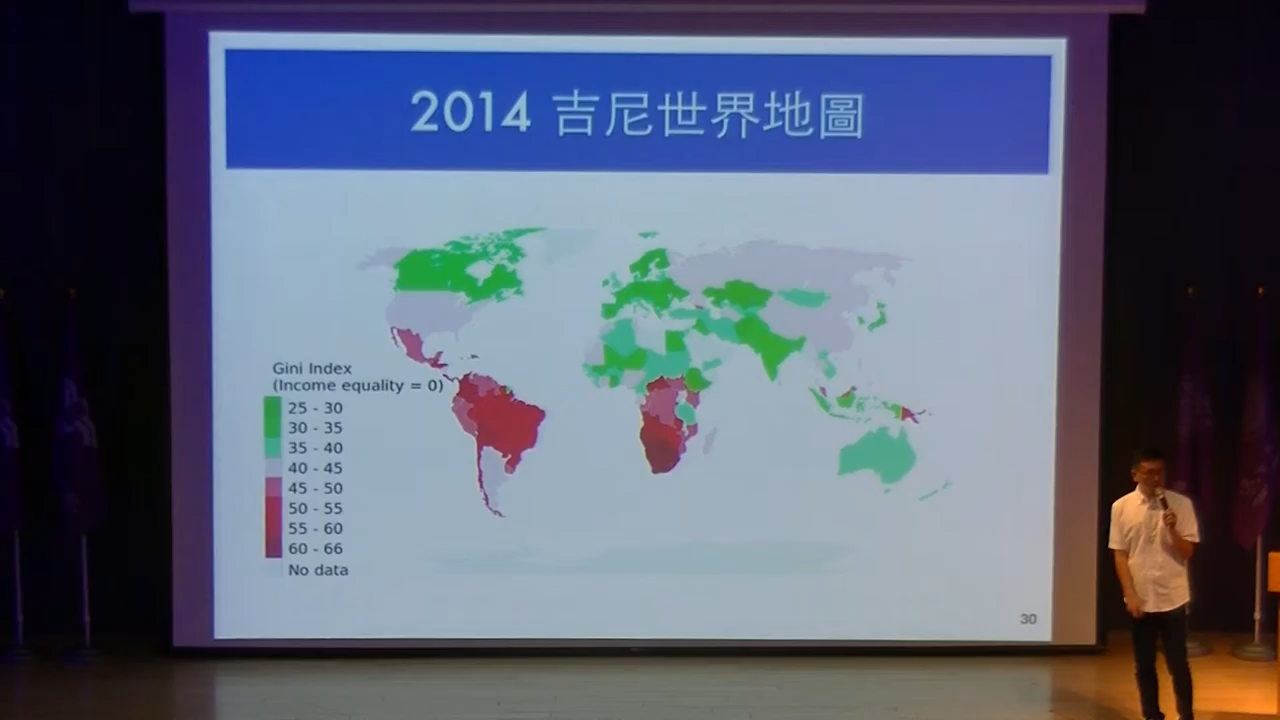 2014 吉尼世界地圖
Gini Index
(Income equality = 0)
25 - 30
30 - 35
35 - 40
40 - 45
45 - 50
50 - 55
55 - 60
60 - 66
No data
30